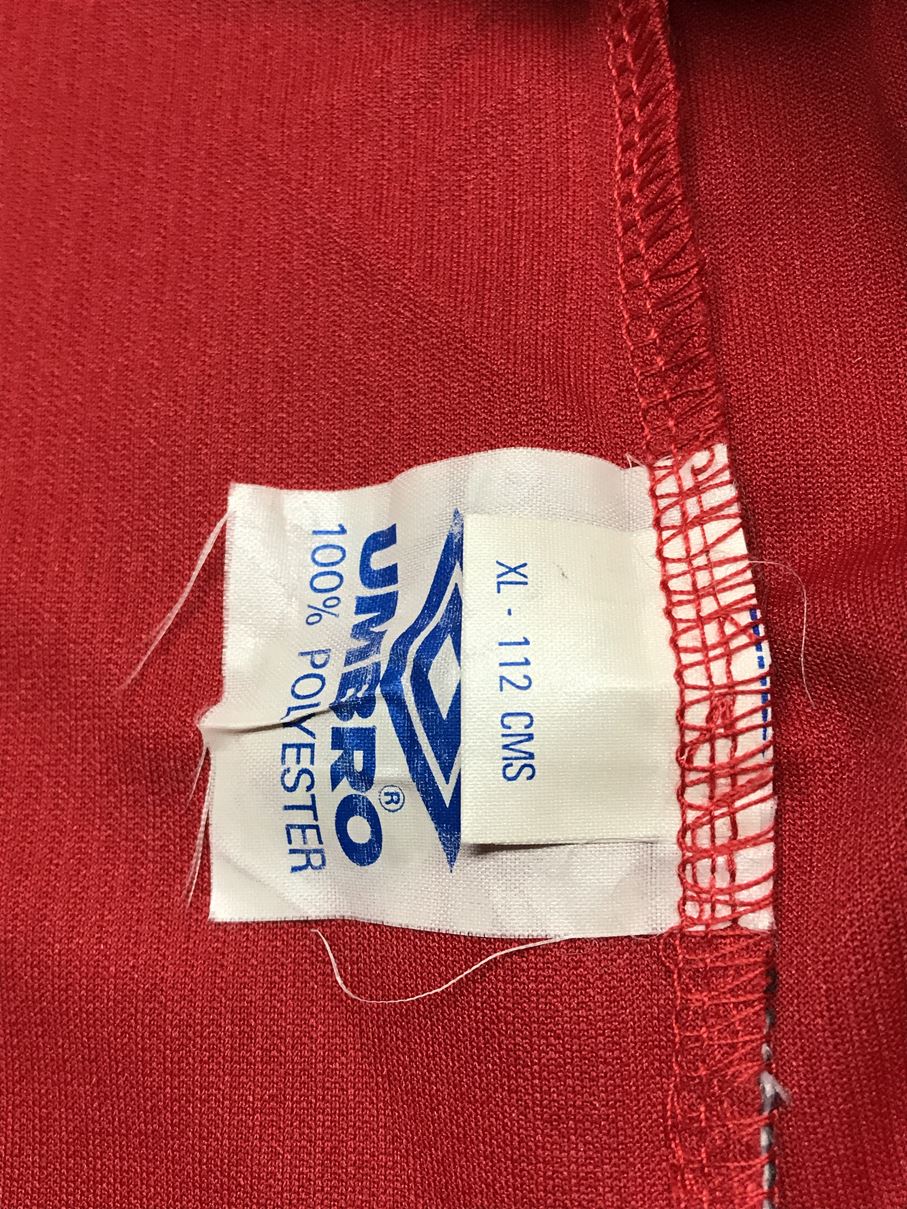 XL - 112 CMS
UMBRO®
100% POLYESTER